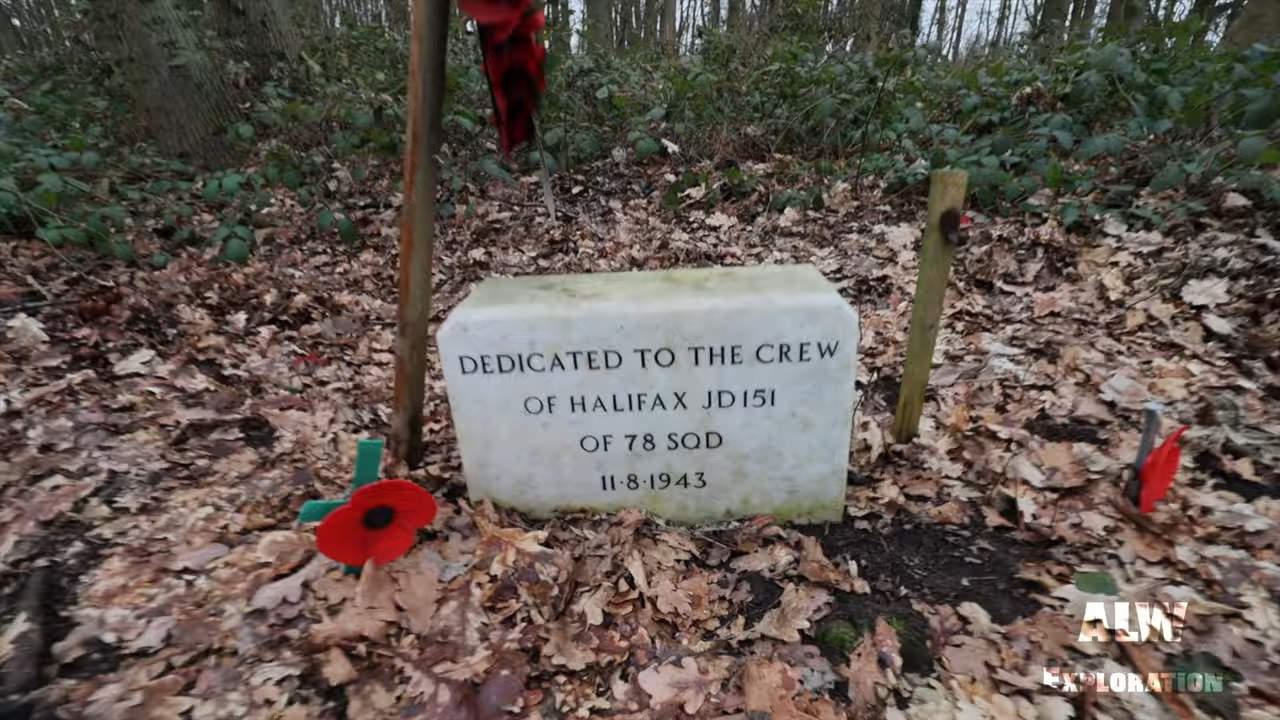 DEDICATED TO THE CREW
OF HALIFAX JD151
OF 78 SQD
11·8·1943
ALW
EXPLORATION